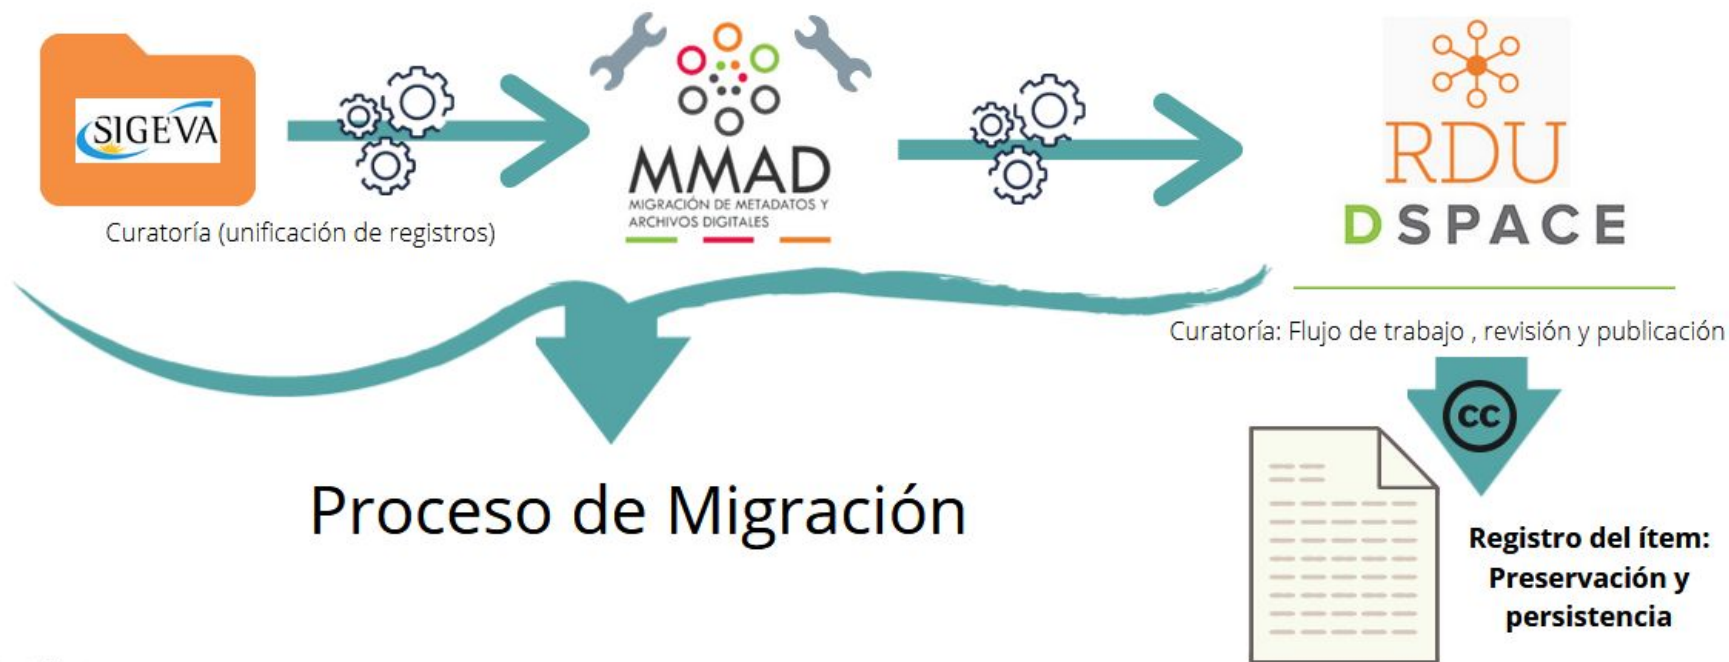 SIGEVA
Curatoría (unificación de registros)
MMAD
MIGRACIÓN DE METADATOS Y
ARCHIVOS DIGITALES
RDU
DSPACE
Curatoría: Flujo de trabajo , revisión y publicación
cc
Proceso de Migración
Registro del ítem:
Preservación y
persistencia